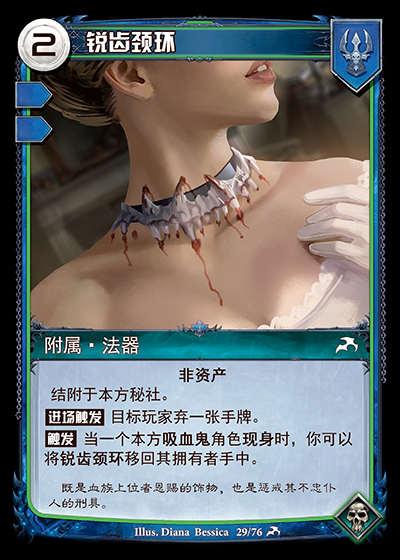 2
锐齿颈环
附属·法器
非资产
结附于本方秘社。
进场触发 目标玩家弃一张手牌。
触发 当一个本方吸血鬼角色现身时，你可以
将锐齿颈环移回其拥有者手中。
既是血族上位者恩赐的饰物，也是惩戒其不忠仆
人的刑具。
Illus. Diana Bessica 29/76